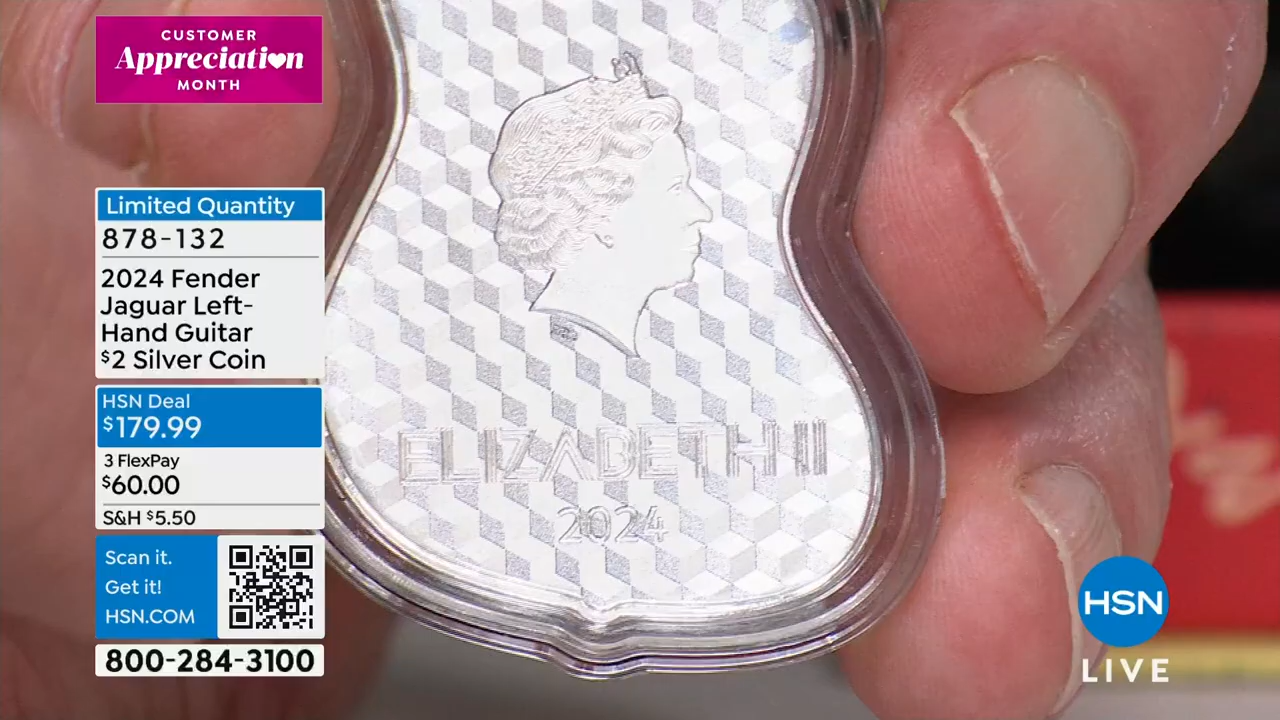 CUSTOMER
Appreciation
MONTH
Limited Quantity
878-132
2024 Fender
Jaguar Left-
Hand Guitar
$2 Silver Coin
HSN Deal
$179.99
3 FlexPay
$60.00
S&H $5.50
Scan it.
Get it!
HSN.COM
800-284-3100
ELIZABETH II
2024
HSN
LIVE